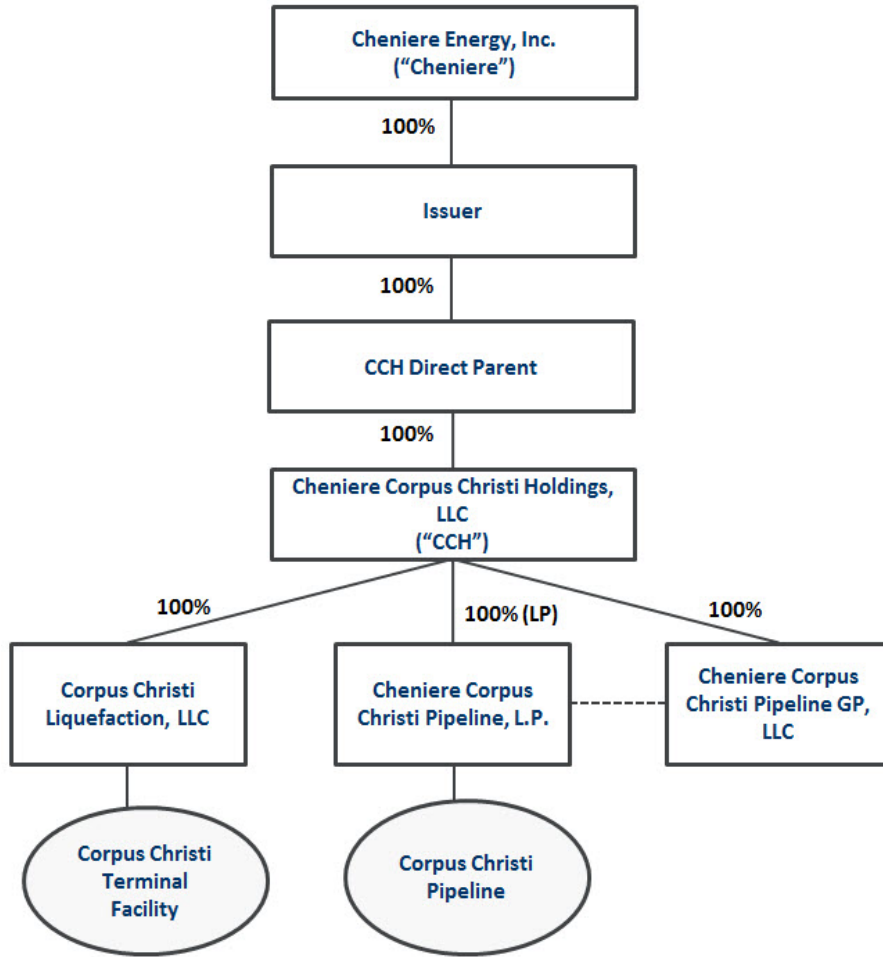 Cheniere Energy, Inc.
(“Cheniere”)
100%
Issuer
100%
CCH Direct Parent
100%
Cheniere Corpus Christi Holdings,
LLC
(“CCH”)
100%
100% (LP)
100%
Corpus Christi
Liquefaction, LLC
Cheniere Corpus
Christi Pipeline, L.P.
Cheniere Corpus
Christi Pipeline GP,
LLC
Corpus Christi
Terminal
Facility
Corpus Christi
Pipeline